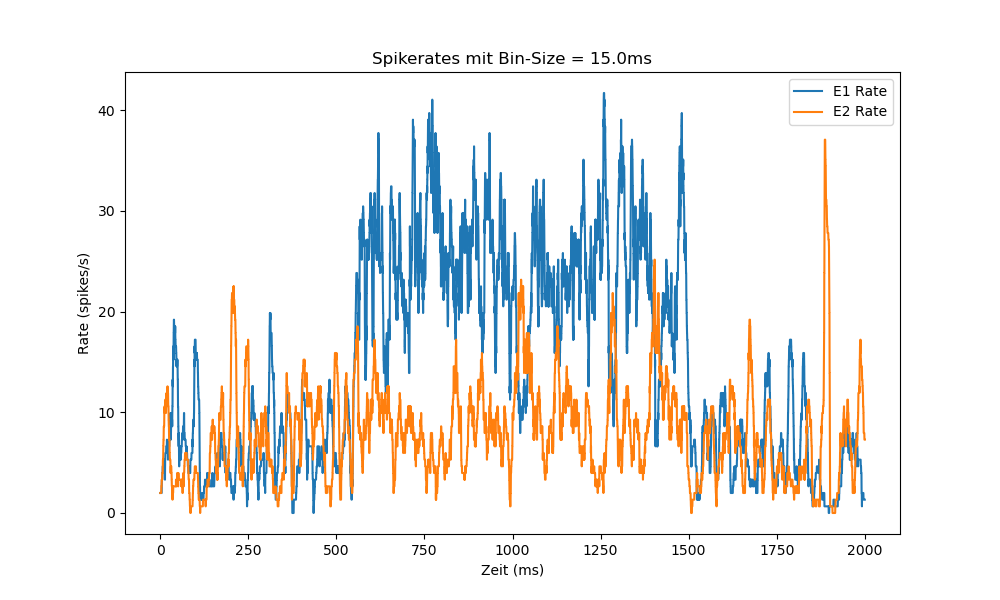 Spikerates mit Bin-Size = 15.0ms
E1 Rate
E2 Rate
Rate (spikes/s)
40
30
20
10
0
0 250 500 750 1000 1250 1500 1750 2000
Zeit (ms)